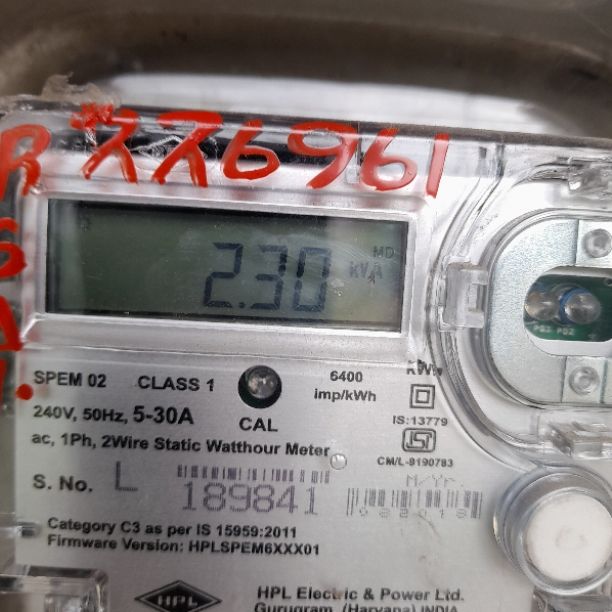 MD
2.30 kVA
SPEM 02 CLASS 1
6400
imp/kWh
240V, 50Hz, 5-30A
CAL
IS:13779
ac, 1Ph, 2Wire Static Watthour Meter
CM/L-8190783
S. No. L 189841
M/Yr.
Category C3 as per IS 15959:2011
Firmware Version: HPLSPEM6XXX01
HPL
HPL Electric & Power Ltd.
Gurugram, (Haryana) INDIA